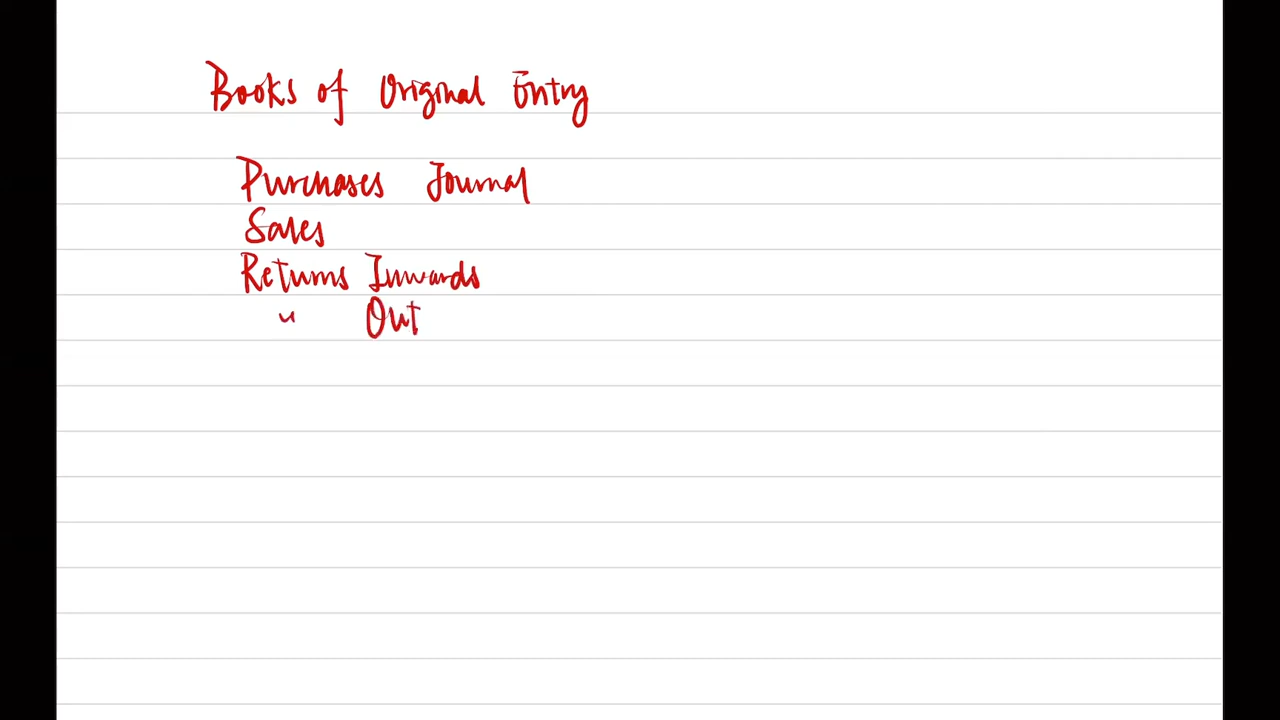 Books of Original Entry
Purchases Journal
Sales
Returns Inwards
" Out